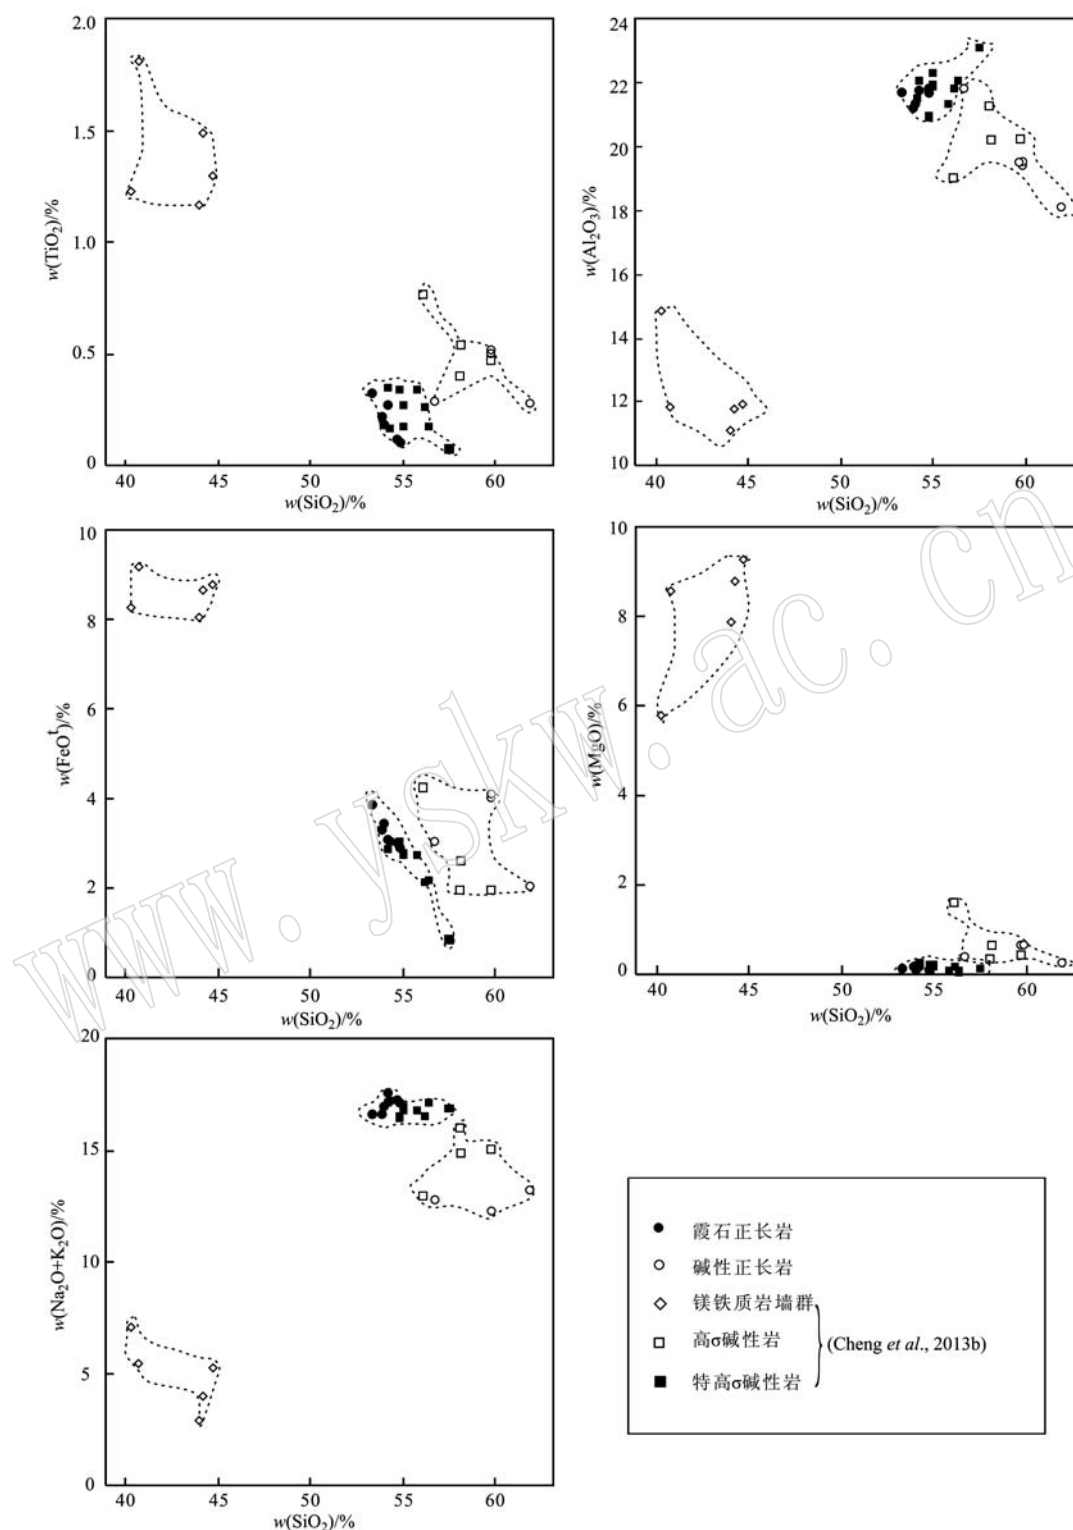 2.0
1.5
1.0
0.5
0
w(TiO₂)/%
40 45 50 55 60
w(SiO₂)/%
24
22
20
18
16
14
12
10
w(Al₂O₃)/%
40 45 50 55 60
w(SiO₂)/%
10
8
6
4
2
0
w(FeOᵗ)/%
40 45 50 55 60
w(SiO₂)/%
10
8
6
4
2
0
w(MgO)/%
40 45 50 55 60
w(SiO₂)/%
20
15
10
5
0
w(Na₂O+K₂O)/%
40 45 50 55 60
w(SiO₂)/%
霞石正长岩
碱性正长岩
镁铁质岩墙群
高σ碱性岩
特高σ碱性岩
(Cheng et al., 2013b)
www.yskw.ac.cn